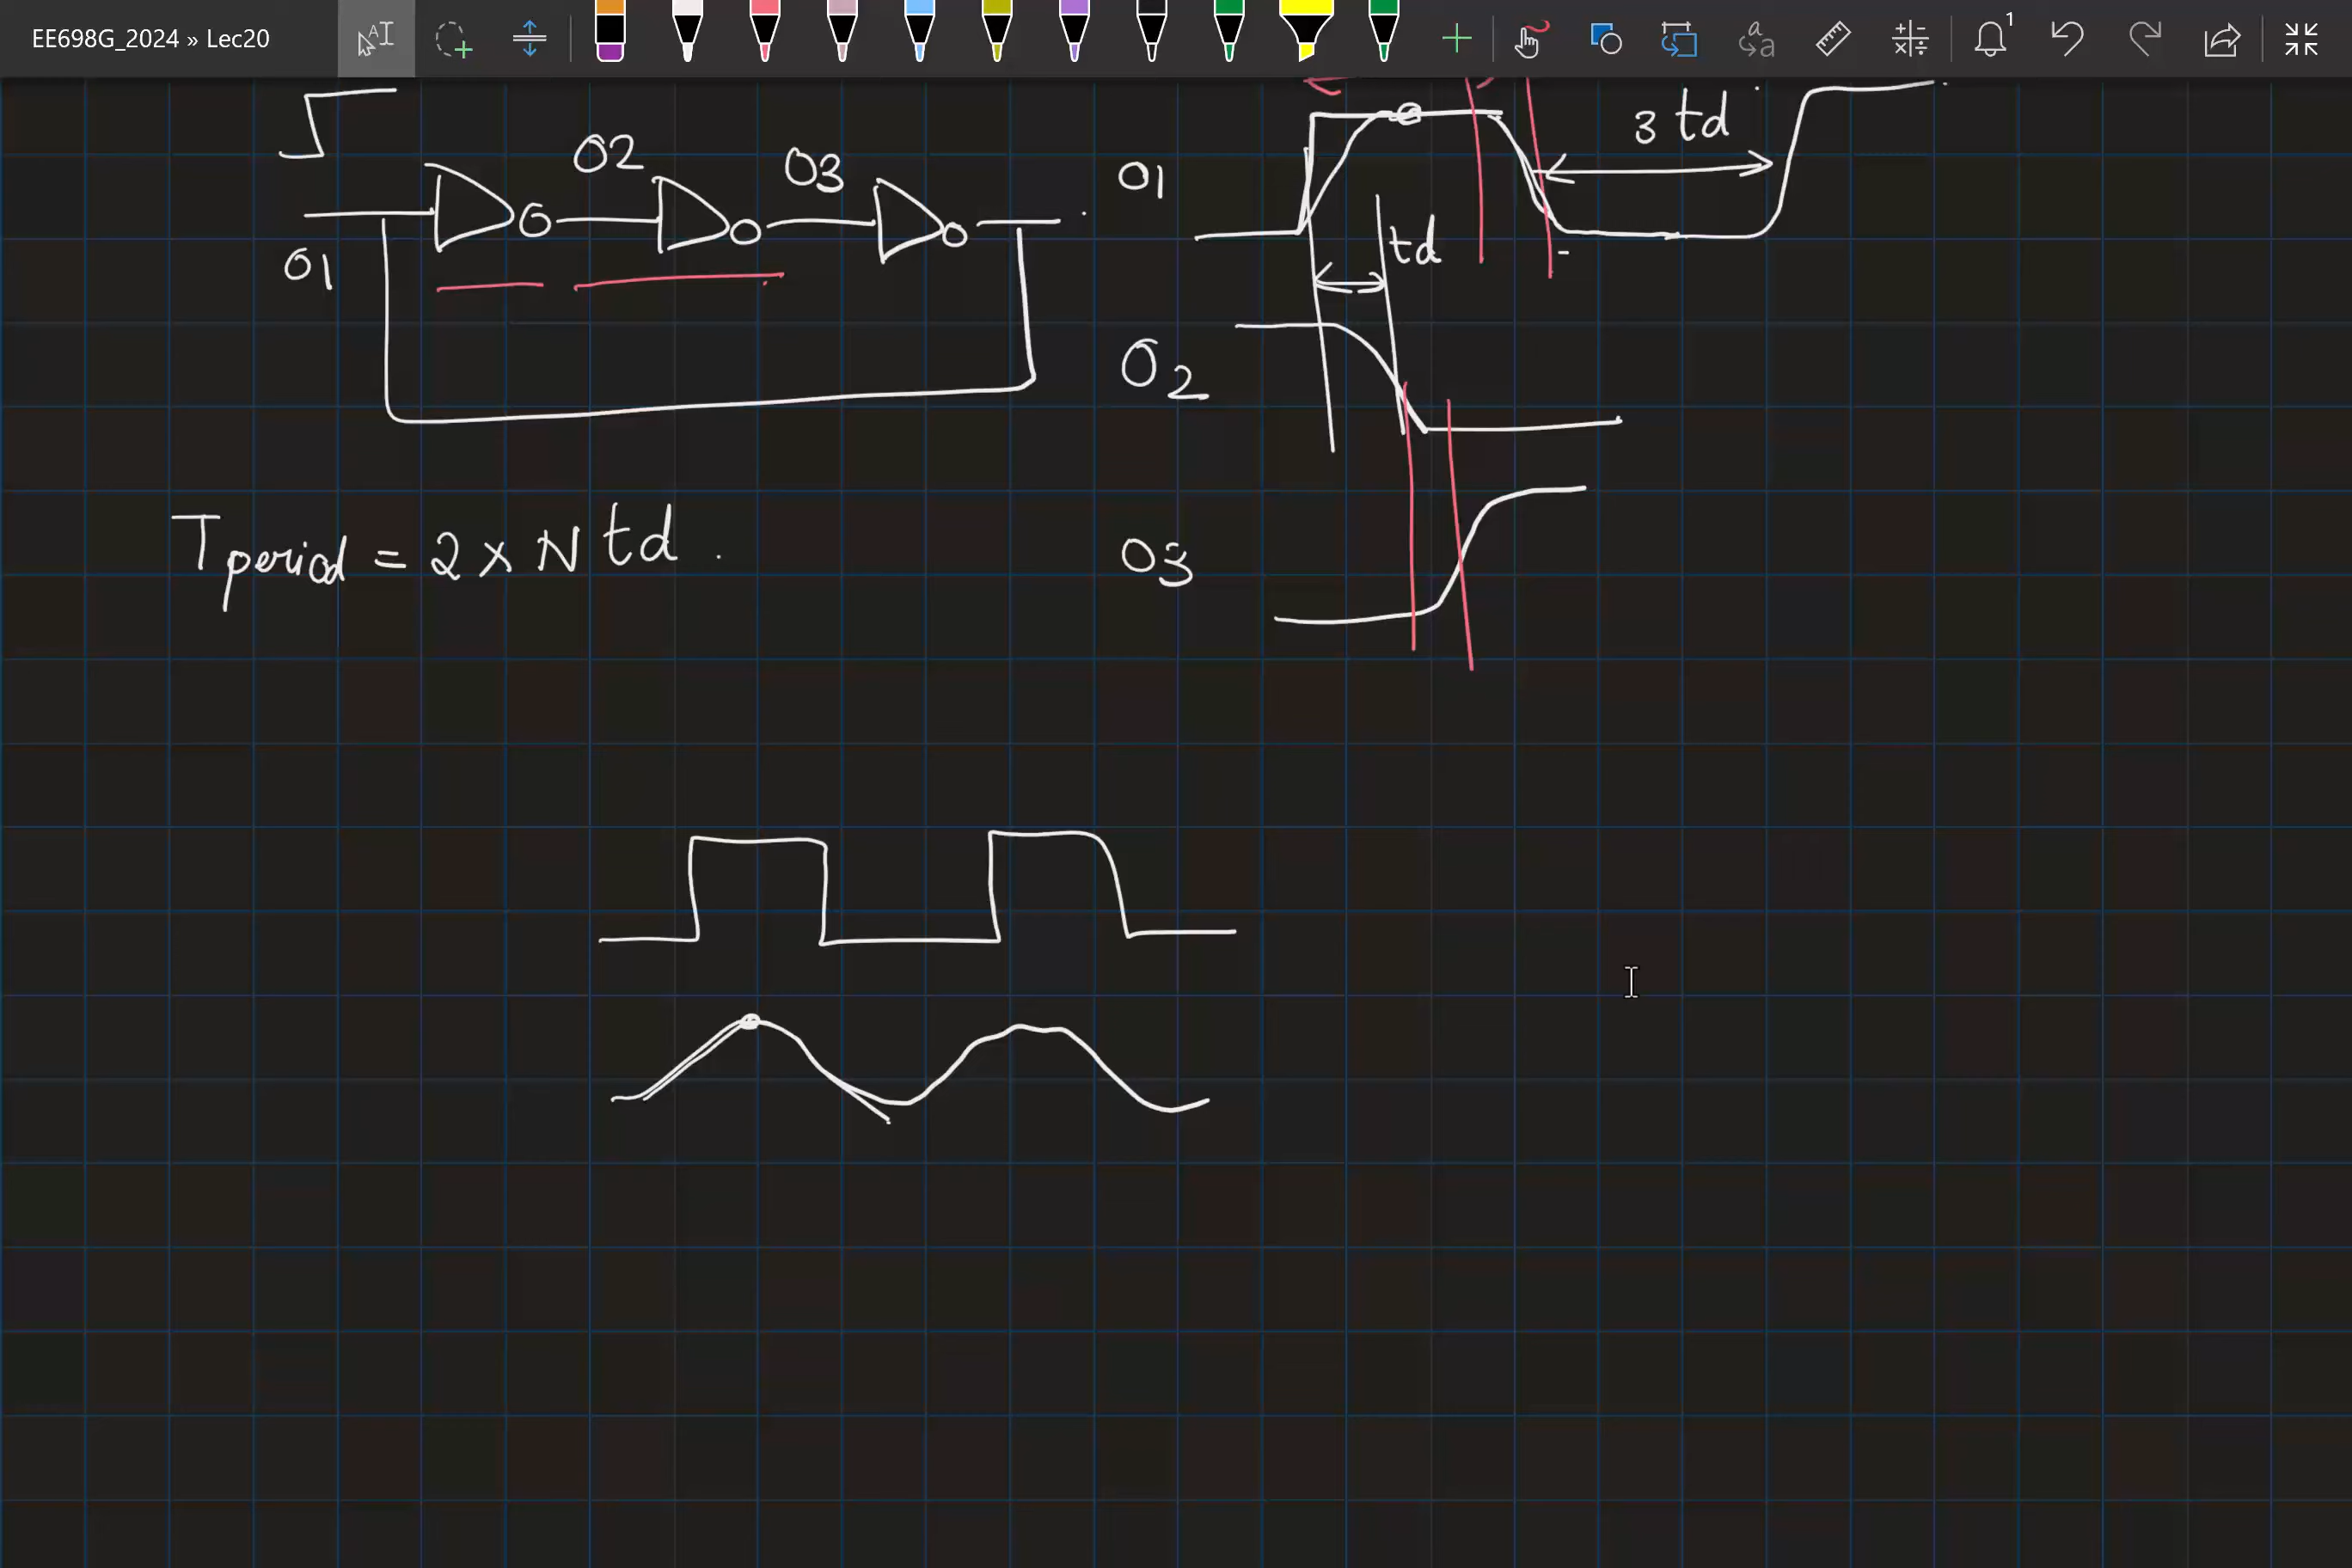 EE698G_2024 » Lec20
3 td
O2
O3
O1
O1
td
O2
Tperiod = 2 x N td .
O3